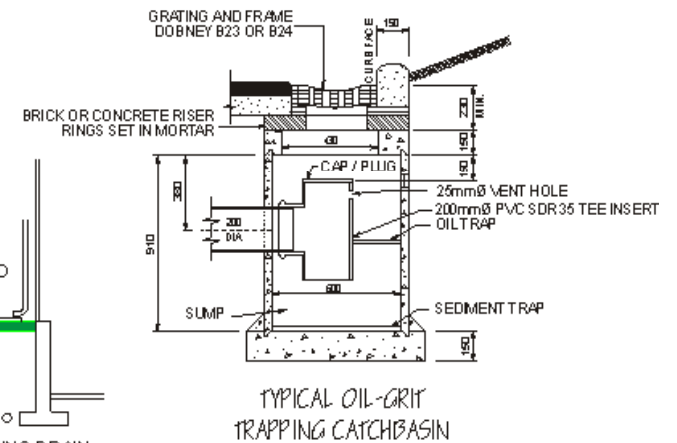 GRATING AND FRAME
DOBNEY B23 OR B24
CURB FACE
150
BRICK OR CONCRETE RISER
RINGS SET IN MORTAR
230
MIN.
430
150
150
CAP / PLUG
380
25mmØ VENT HOLE
200mmØ PVC SDR 35 TEE INSERT
OIL TRAP
200
DIA.
910
600
SUMP
SEDIMENT TRAP
150
TYPICAL OIL-GRIT
TRAPPING CATCHBASIN